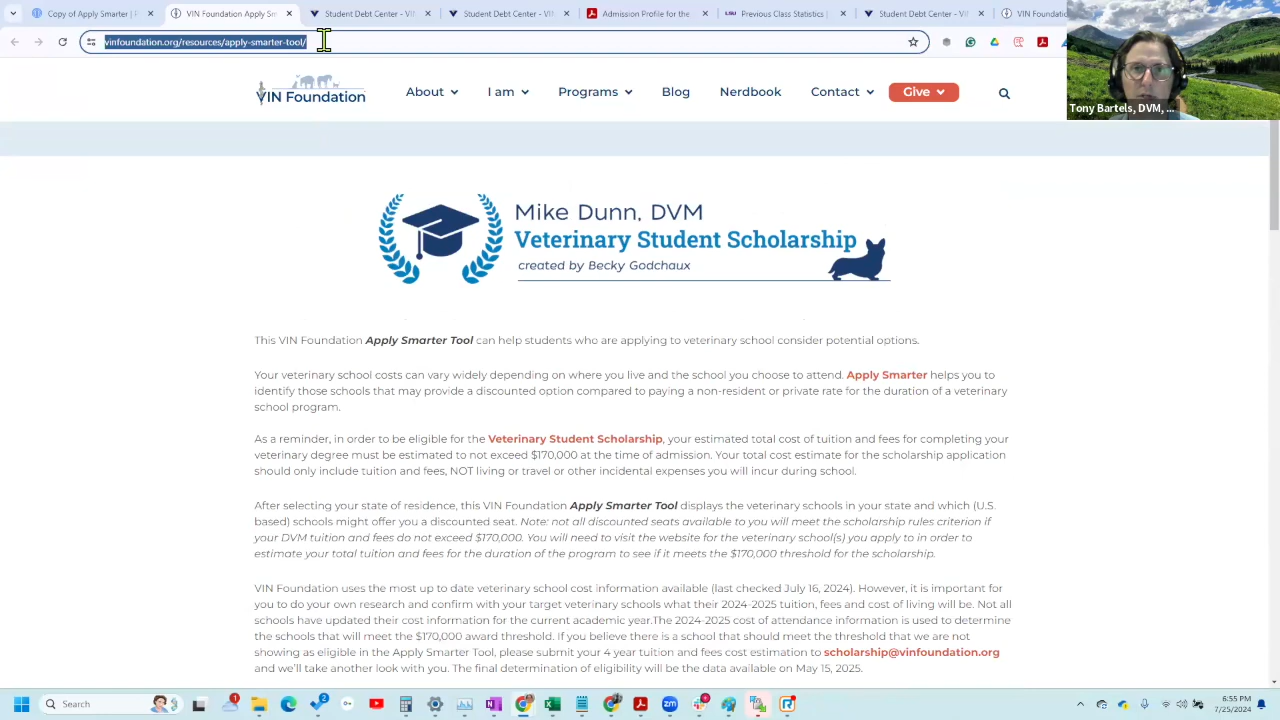 Apply Smarter Tool - VIN Fou
VIN Foundation | Apply Sma
Student Debt Center - VIN
Student Debt Center - VIN
Admission Profile for the
LSU Previous Class Statistics |
Student Debt Center - VIN
VIN Foundati
vinfoundation.org/resources/apply-smarter-tool/
VIN Foundation
About
I am
Programs
Blog
Nerdbook
Contact
Give
Tony Bartels, DVM, ...
Mike Dunn, DVM
Veterinary Student Scholarship
created by Becky Godchaux
This VIN Foundation Apply Smarter Tool can help students who are applying to veterinary school consider potential options.
Your veterinary school costs can vary widely depending on where you live and the school you choose to attend. Apply Smarter helps you to
identify those schools that may provide a discounted option compared to paying a non-resident or private rate for the duration of a veterinary
school program.
As a reminder, in order to be eligible for the Veterinary Student Scholarship, your estimated total cost of tuition and fees for completing your
veterinary degree must be estimated to not exceed $170,000 at the time of admission. Your total cost estimate for the scholarship application
should only include tuition and fees, NOT living or travel or other incidental expenses you will incur during school.
After selecting your state of residence, this VIN Foundation Apply Smarter Tool displays the veterinary schools in your state and which (U.S.
based) schools might offer you a discounted seat. Note: not all discounted seats available to you will meet the scholarship rules criterion if
your DVM tuition and fees do not exceed $170,000. You will need to visit the website for the veterinary school(s) you apply to in order to
estimate your total tuition and fees for the duration of the program to see if it meets the $170,000 threshold for the scholarship.
VIN Foundation uses the most up to date veterinary school cost information available (last checked July 16, 2024). However, it is important for
you to do your own research and confirm with your target veterinary schools what their 2024-2025 tuition, fees and cost of living will be. Not all
schools have updated their cost information for the current academic year.The 2024-2025 cost of attendance information is used to determine
the schools that will meet the $170,000 award threshold. If you believe there is a school that should meet the threshold that we are not
showing as eligible in the Apply Smarter Tool, please submit your 4 year tuition and fees cost estimation to scholarship@vinfoundation.org
and we'll take another look with you. The final determination of eligibility will be the data available on May 15, 2025.
Search
6:55 PM
7/25/2024